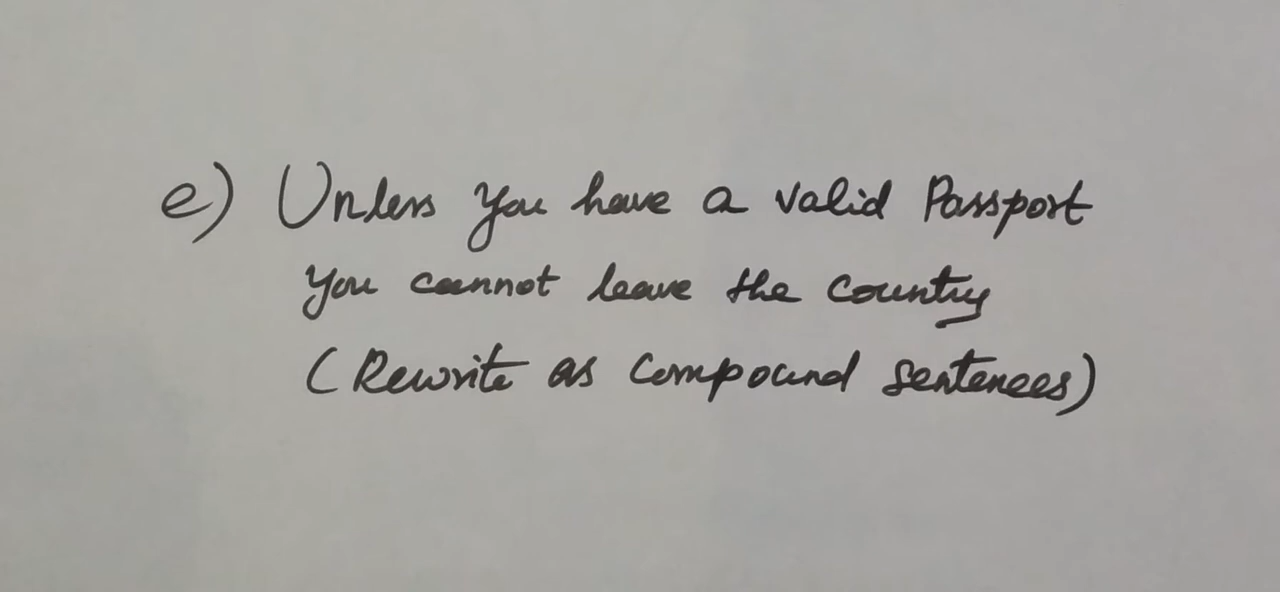 e) Unless you have a valid Passport
you cannot leave the country
(Rewrite as compound sentences)